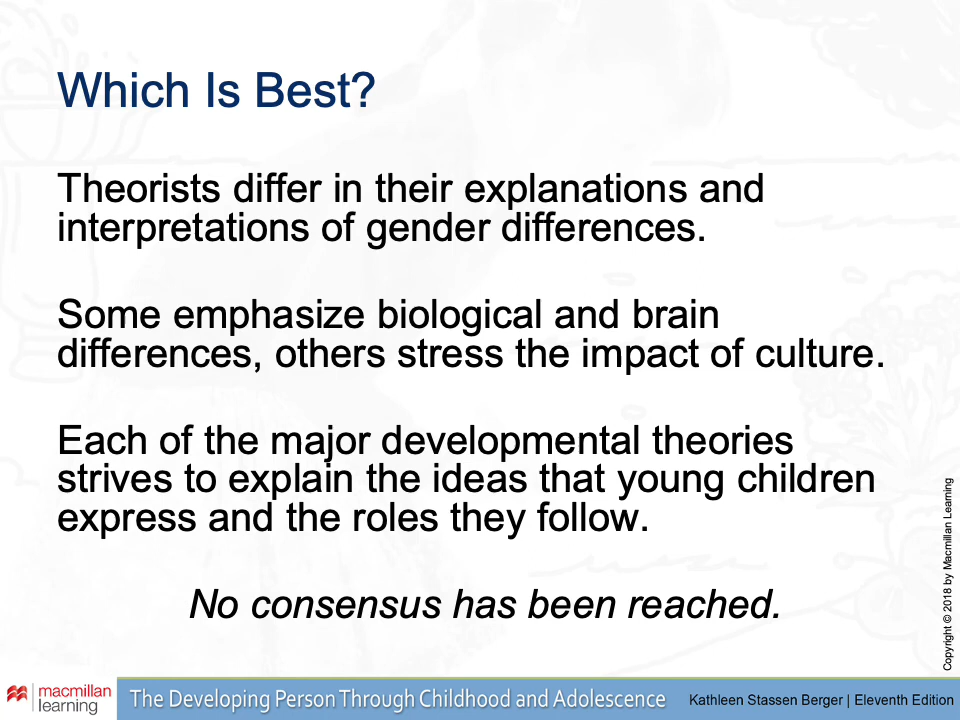 Which Is Best?
Theorists differ in their explanations and
interpretations of gender differences.
Some emphasize biological and brain
differences, others stress the impact of culture.
Each of the major developmental theories
strives to explain the ideas that young children
express and the roles they follow.
No consensus has been reached.
Copyright © 2018 by Macmillan Learning
macmillan
learning
The Developing Person Through Childhood and Adolescence
Kathleen Stassen Berger | Eleventh Edition